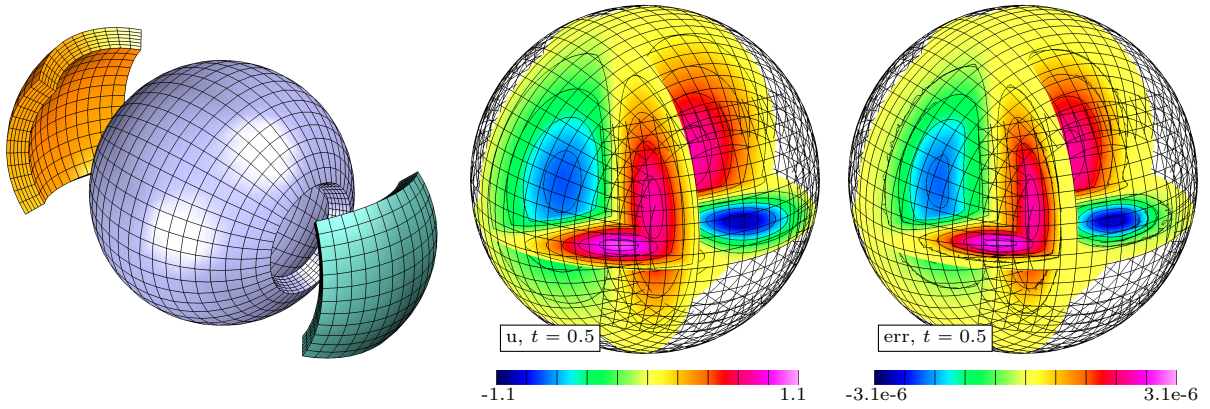 u, t = 0.5
err, t = 0.5
-1.1 1.1
-3.1e-6 3.1e-6